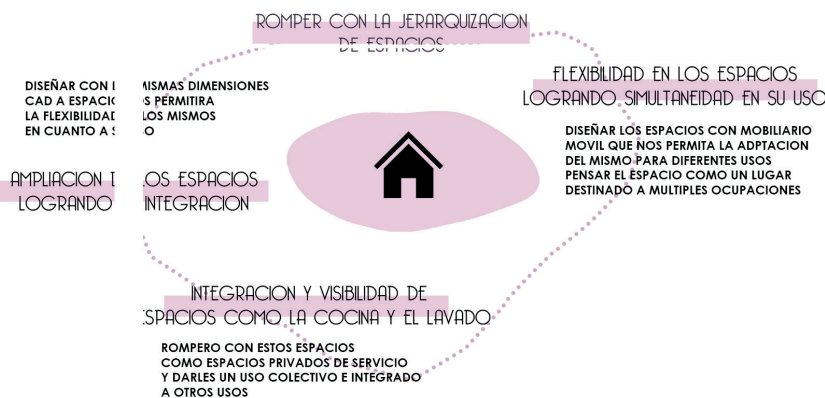 ROMPER CON LA JERARQUIZACION
DE ESPACIOS
DISEÑAR CON MISMAS DIMENSIONES
CAD A ESPACIO PERMITIRA
LA FLEXIBILIDAD LOS MISMOS
EN CUANTO A
AMPLIACION LOS ESPACIOS
LOGRANDO INTEGRACION
FLEXIBILIDAD EN LOS ESPACIOS
LOGRANDO SIMULTANEIDAD EN SU USO
DISEÑAR LOS ESPACIOS CON MOBILIARIO
MOVIL QUE NOS PERMITA LA ADPTACION
DEL MISMO PARA DIFERENTES USOS
PENSAR EL ESPACIO COMO UN LUGAR
DESTINADO A MULTIPLES OCUPACIONES
INTEGRACION Y VISIBILIDAD DE
ESPACIOS COMO LA COCINA Y EL LAVADO
ROMPERO CON ESTOS ESPACIOS
COMO ESPACIOS PRIVADOS DE SERVICIO
Y DARLES UN USO COLECTIVO E INTEGRADO
A OTROS USOS